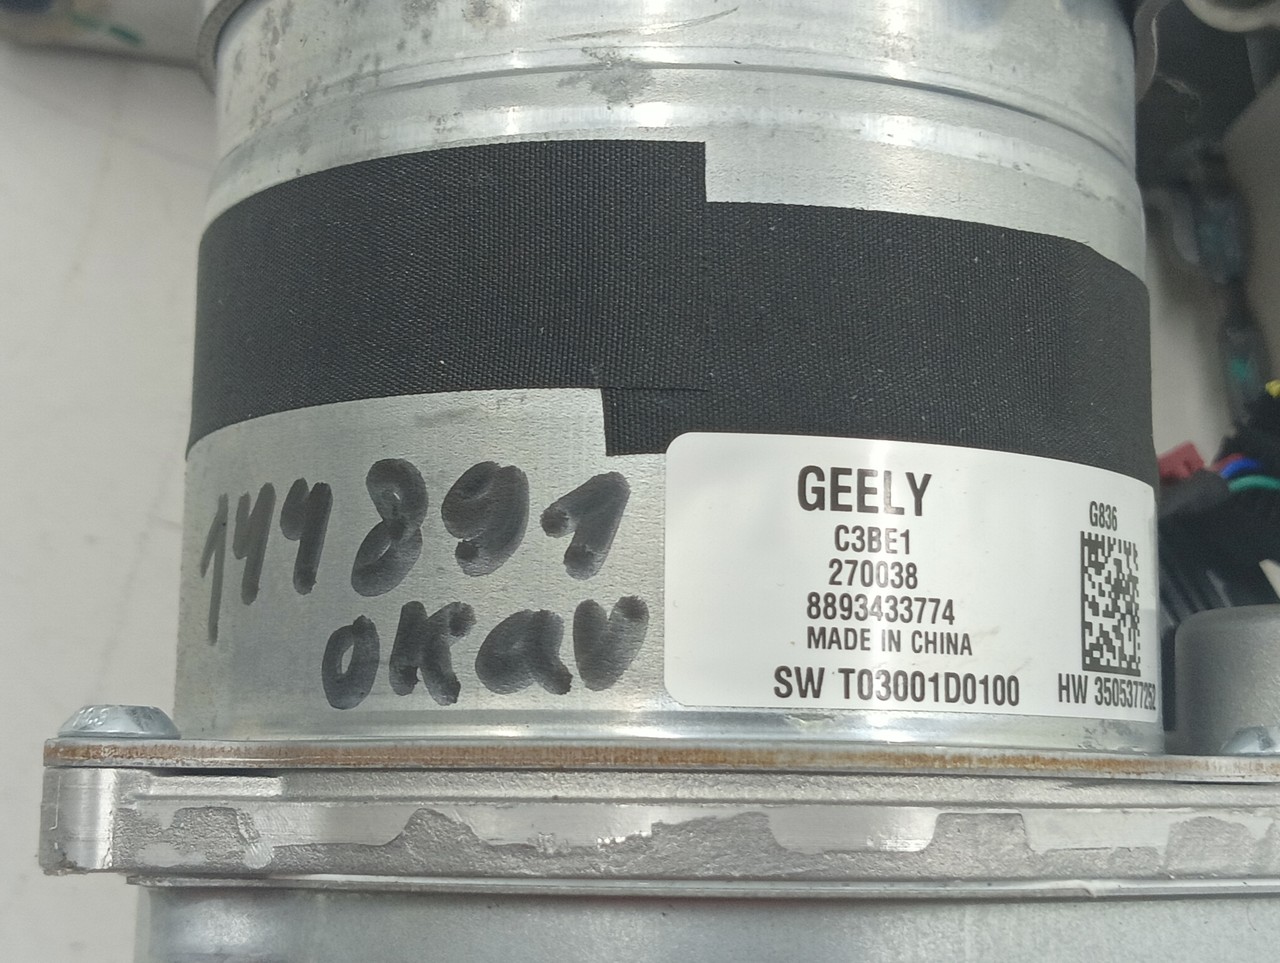 144891
OKAV
GEELY
C3BE1
270038
8893433774
MADE IN CHINA
SW T03001D0100
G836
HW 3505377252